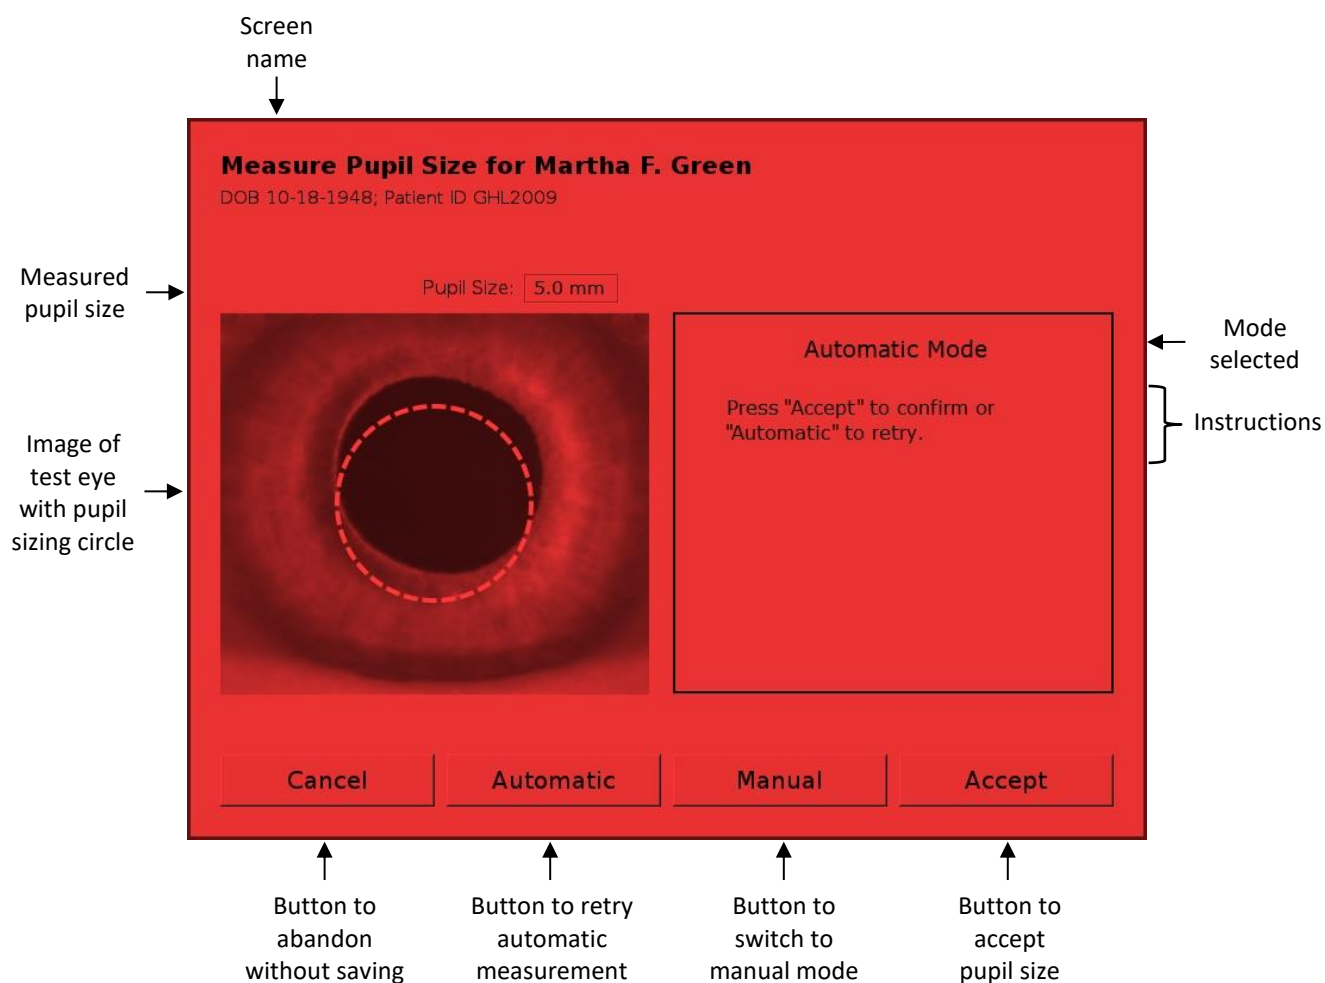 Screen
name
Measure Pupil Size for Martha F. Green
DOB 10-18-1948; Patient ID GHL2009
Measured
pupil size
Pupil Size: 5.0 mm
Mode
selected
Automatic Mode
Press "Accept" to confirm or
"Automatic" to retry.
Instructions
Image of
test eye
with pupil
sizing circle
Cancel
Automatic
Manual
Accept
Button to
abandon
without saving
Button to retry
automatic
measurement
Button to
switch to
manual mode
Button to
accept
pupil size